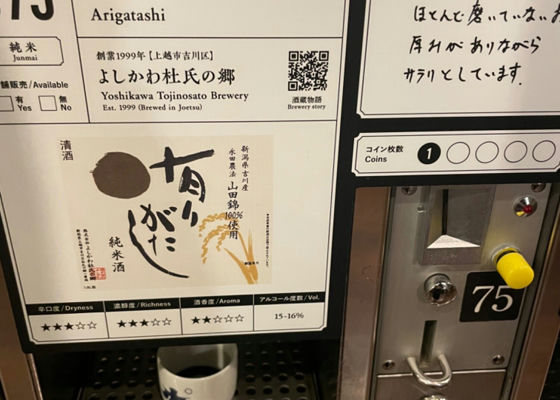 Arigatashi
純米
Junmai
創業1999年【上越市古川区】
よしかわ杜氏の郷
Yoshikawa Tojinosato Brewery
Est. 1999 (Brewed in Joetsu)
酒蔵物語
Brewery story
舗販売/Available
有
Yes
無
No
清酒
有りがたし
純米酒
新潟県吉川産
永田農法 山田錦
100%使用
辛口度/Dryness
★★★☆☆
濃醇度/Richness
★★★☆☆
酒香度/Aroma
★★☆☆☆
アルコール度数/Vol.
15~16%
ほとんど磨いていない
厚みがありながら
サラリとしています.
コイン枚数
Coins
1
75